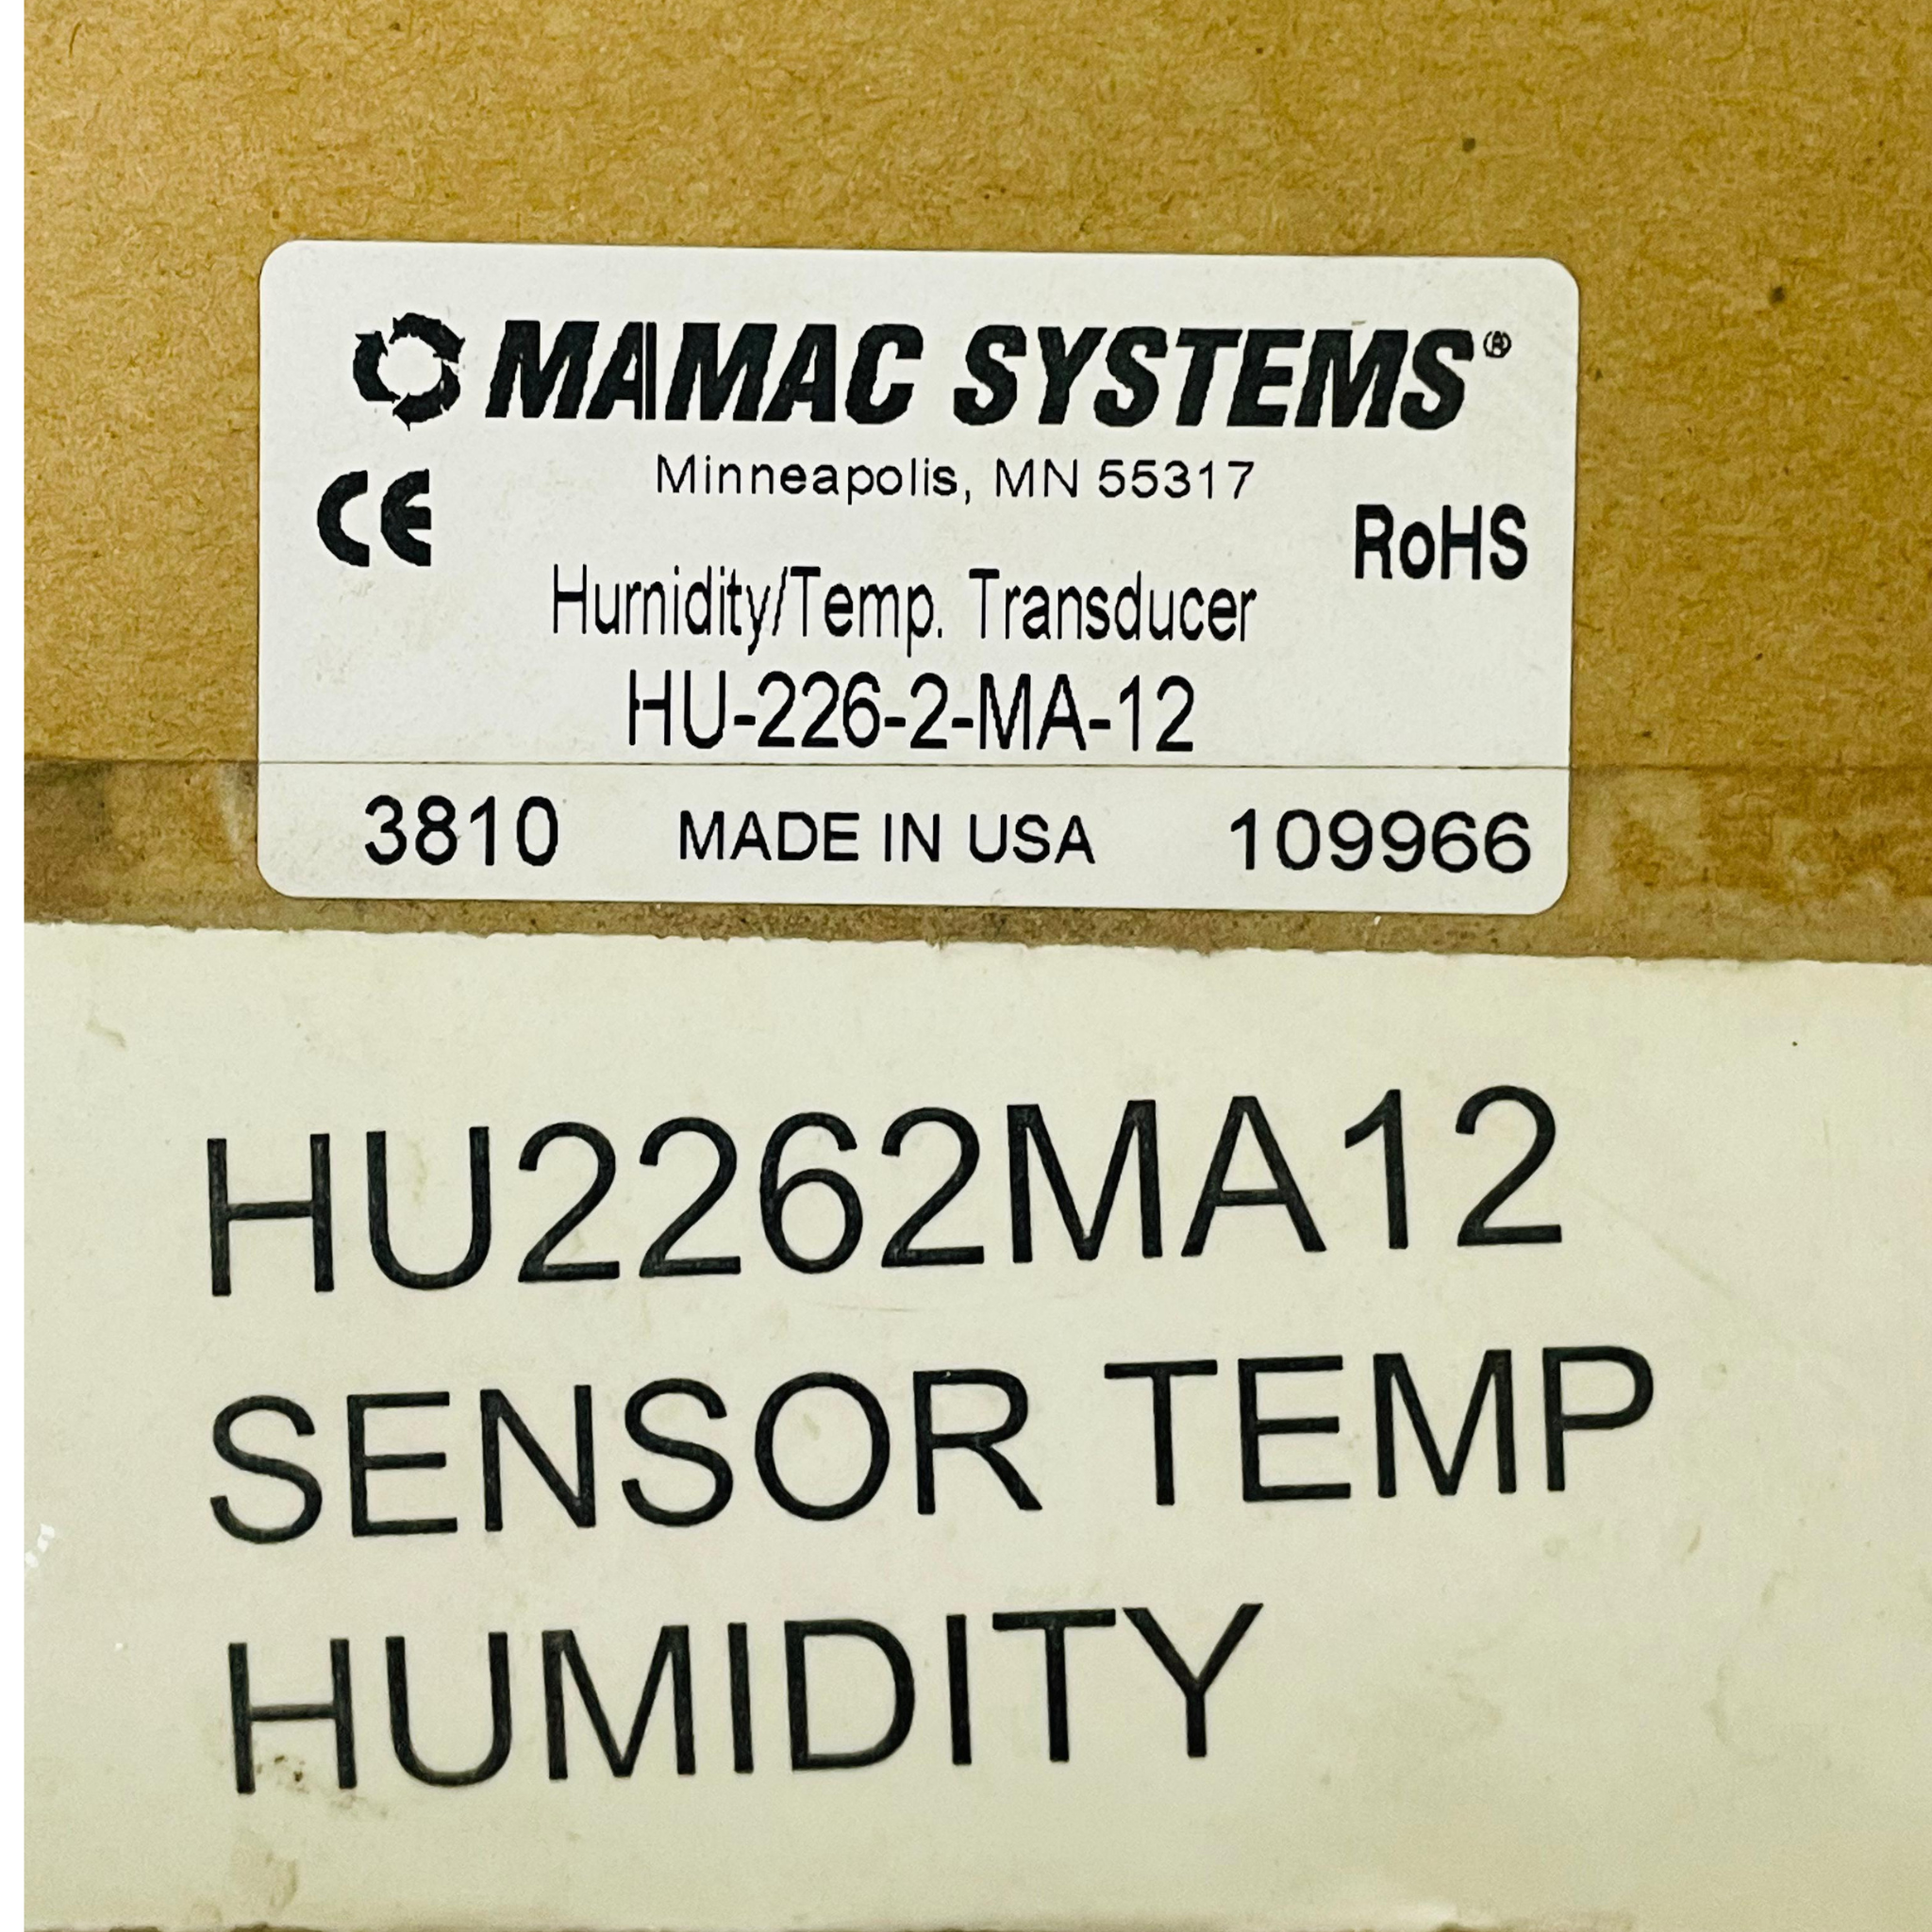 MAMAC SYSTEMS®
Minneapolis, MN 55317
CE
RoHS
Humidity/Temp. Transducer
HU-226-2-MA-12
3810 MADE IN USA 109966
HU2262MA12
SENSOR TEMP
HUMIDITY